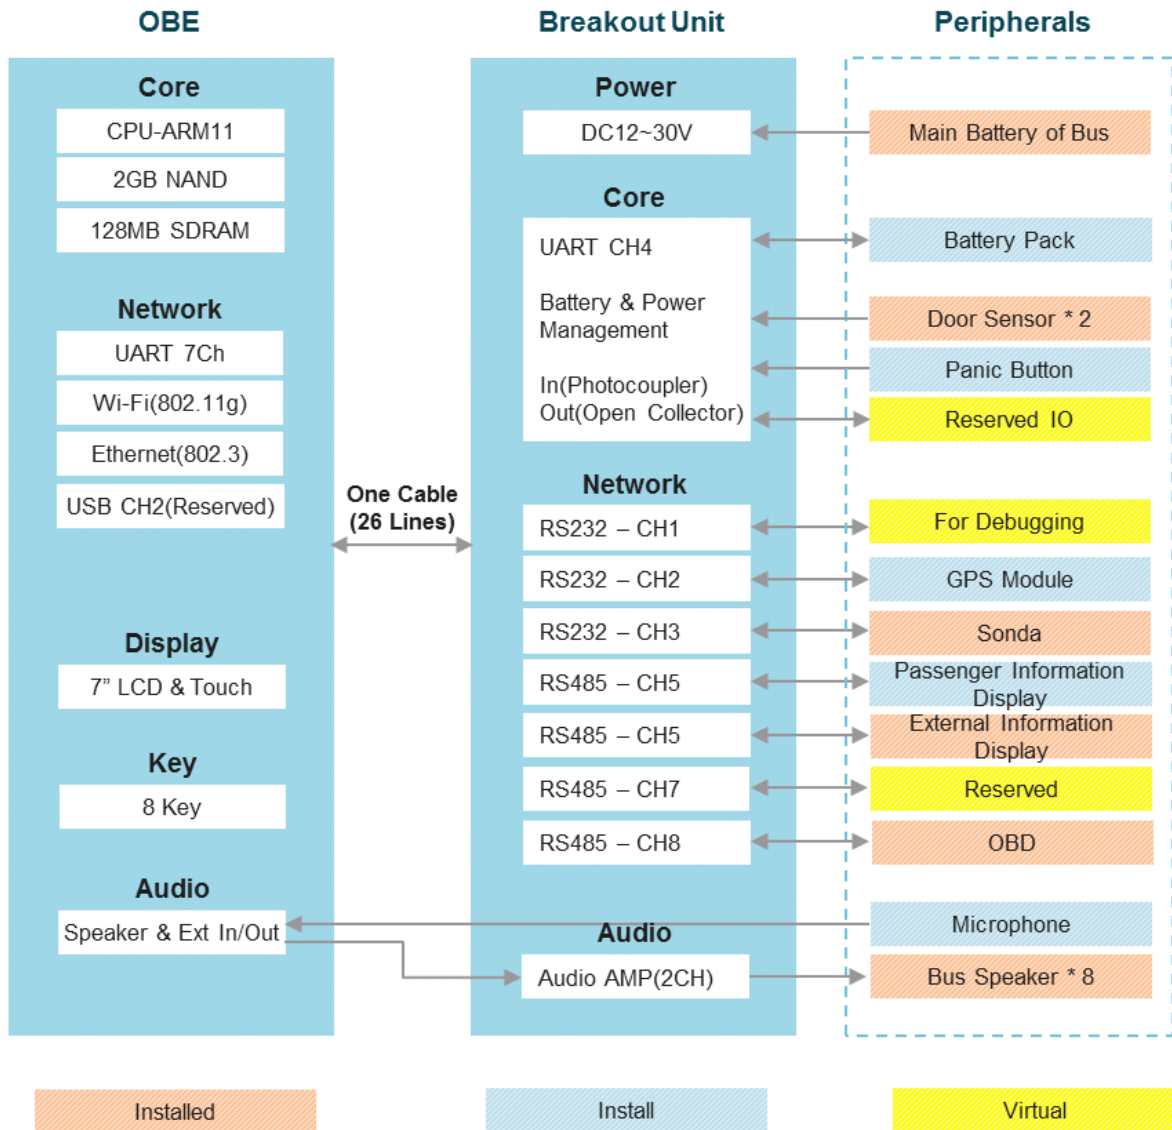 OBE
Core
CPU-ARM11
2GB NAND
128MB SDRAM
Network
UART 7Ch
Wi-Fi(802.11g)
Ethernet(802.3)
USB CH2(Reserved)
Display
7” LCD & Touch
Key
8 Key
Audio
Speaker & Ext In/Out
One Cable
(26 Lines)
Breakout Unit
Power
DC12~30V
Core
UART CH4
Battery & Power
Management
In(Photocoupler)
Out(Open Collector)
Network
RS232 – CH1
RS232 – CH2
RS232 – CH3
RS485 – CH5
RS485 – CH5
RS485 – CH7
RS485 – CH8
Audio
Audio AMP(2CH)
Peripherals
Main Battery of Bus
Battery Pack
Door Sensor * 2
Panic Button
Reserved IO
For Debugging
GPS Module
Sonda
Passenger Information
Display
External Information
Display
Reserved
OBD
Microphone
Bus Speaker * 8
Installed
Install
Virtual